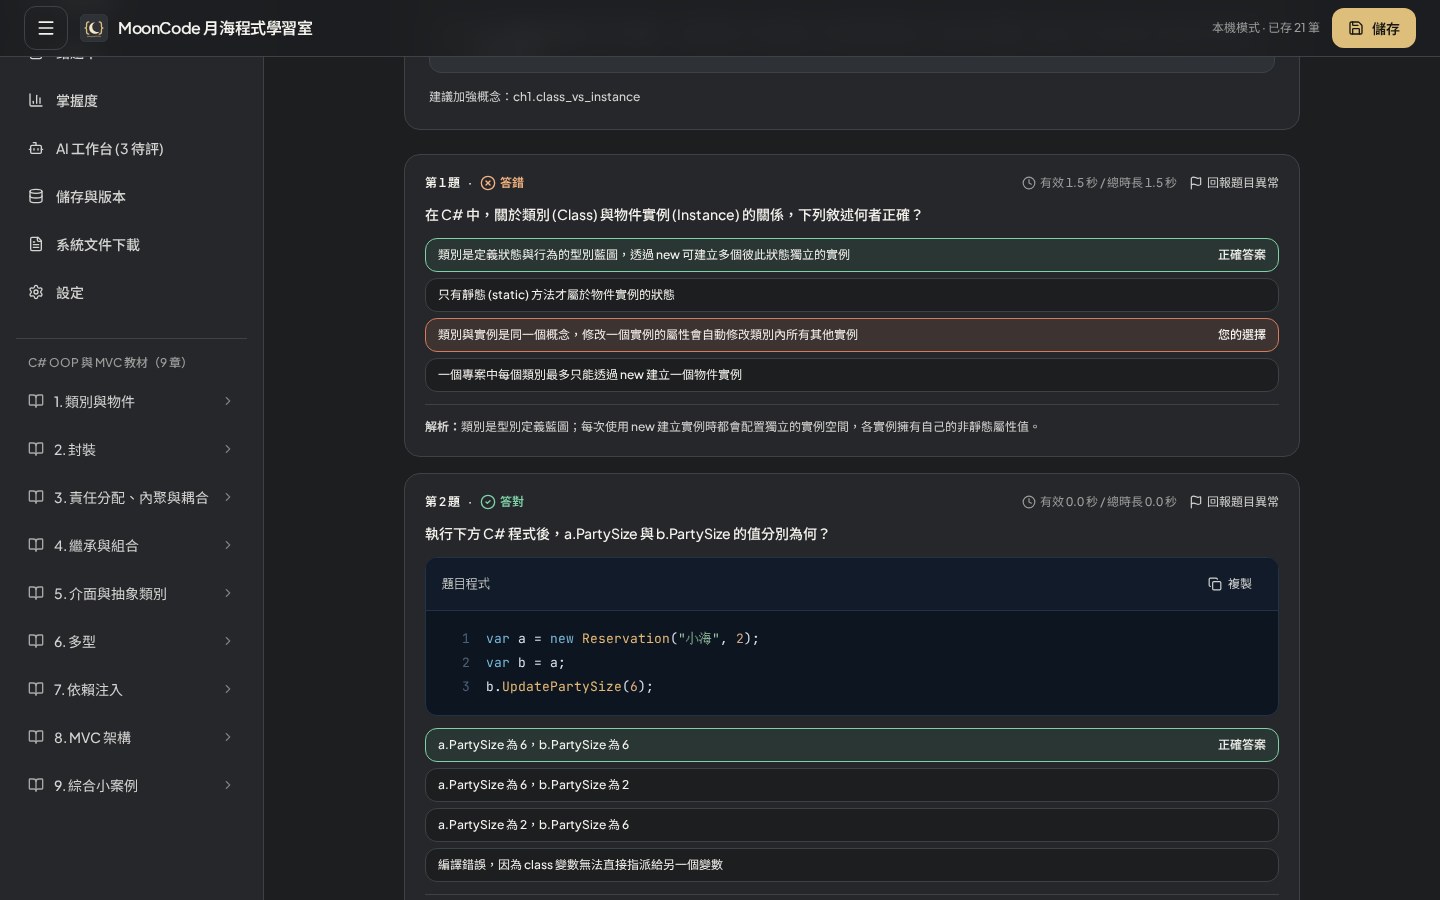 MoonCode 月海程式學習室
本機模式 · 已存 21 筆
儲存
掌握度
AI 工作台 (3 待評)
儲存與版本
系統文件下載
設定
C# OOP 與 MVC 教材（9 章）
1. 類別與物件
2. 封裝
3. 責任分配、內聚與耦合
4. 繼承與組合
5. 介面與抽象類別
6. 多型
7. 依賴注入
8. MVC 架構
9. 綜合小案例
建議加強概念：ch1.class_vs_instance
第 1 題 · 答錯
有效 1.5 秒 / 總時長 1.5 秒
回報題目異常
在 C# 中，關於類別 (Class) 與物件實例 (Instance) 的關係，下列敘述何者正確？
類別是定義狀態與行為的型別藍圖，透過 new 可建立多個彼此狀態獨立的實例
正確答案
只有靜態 (static) 方法才屬於物件實例的狀態
類別與實例是同一個概念，修改一個實例的屬性會自動修改類別內所有其他實例
您的選擇
一個專案中每個類別最多只能透過 new 建立一個物件實例
解析：類別是型別定義藍圖；每次使用 new 建立實例時都會配置獨立的實例空間，各實例擁有自己的非靜態屬性值。
第 2 題 · 答對
有效 0.0 秒 / 總時長 0.0 秒
回報題目異常
執行下方 C# 程式後，a.PartySize 與 b.PartySize 的值分別為何？
題目程式
複製
1 var a = new Reservation("小海", 2);
2 var b = a;
3 b.UpdatePartySize(6);
a.PartySize 為 6，b.PartySize 為 6
正確答案
a.PartySize 為 6，b.PartySize 為 2
a.PartySize 為 2，b.PartySize 為 6
編譯錯誤，因為 class 變數無法直接指派給另一個變數